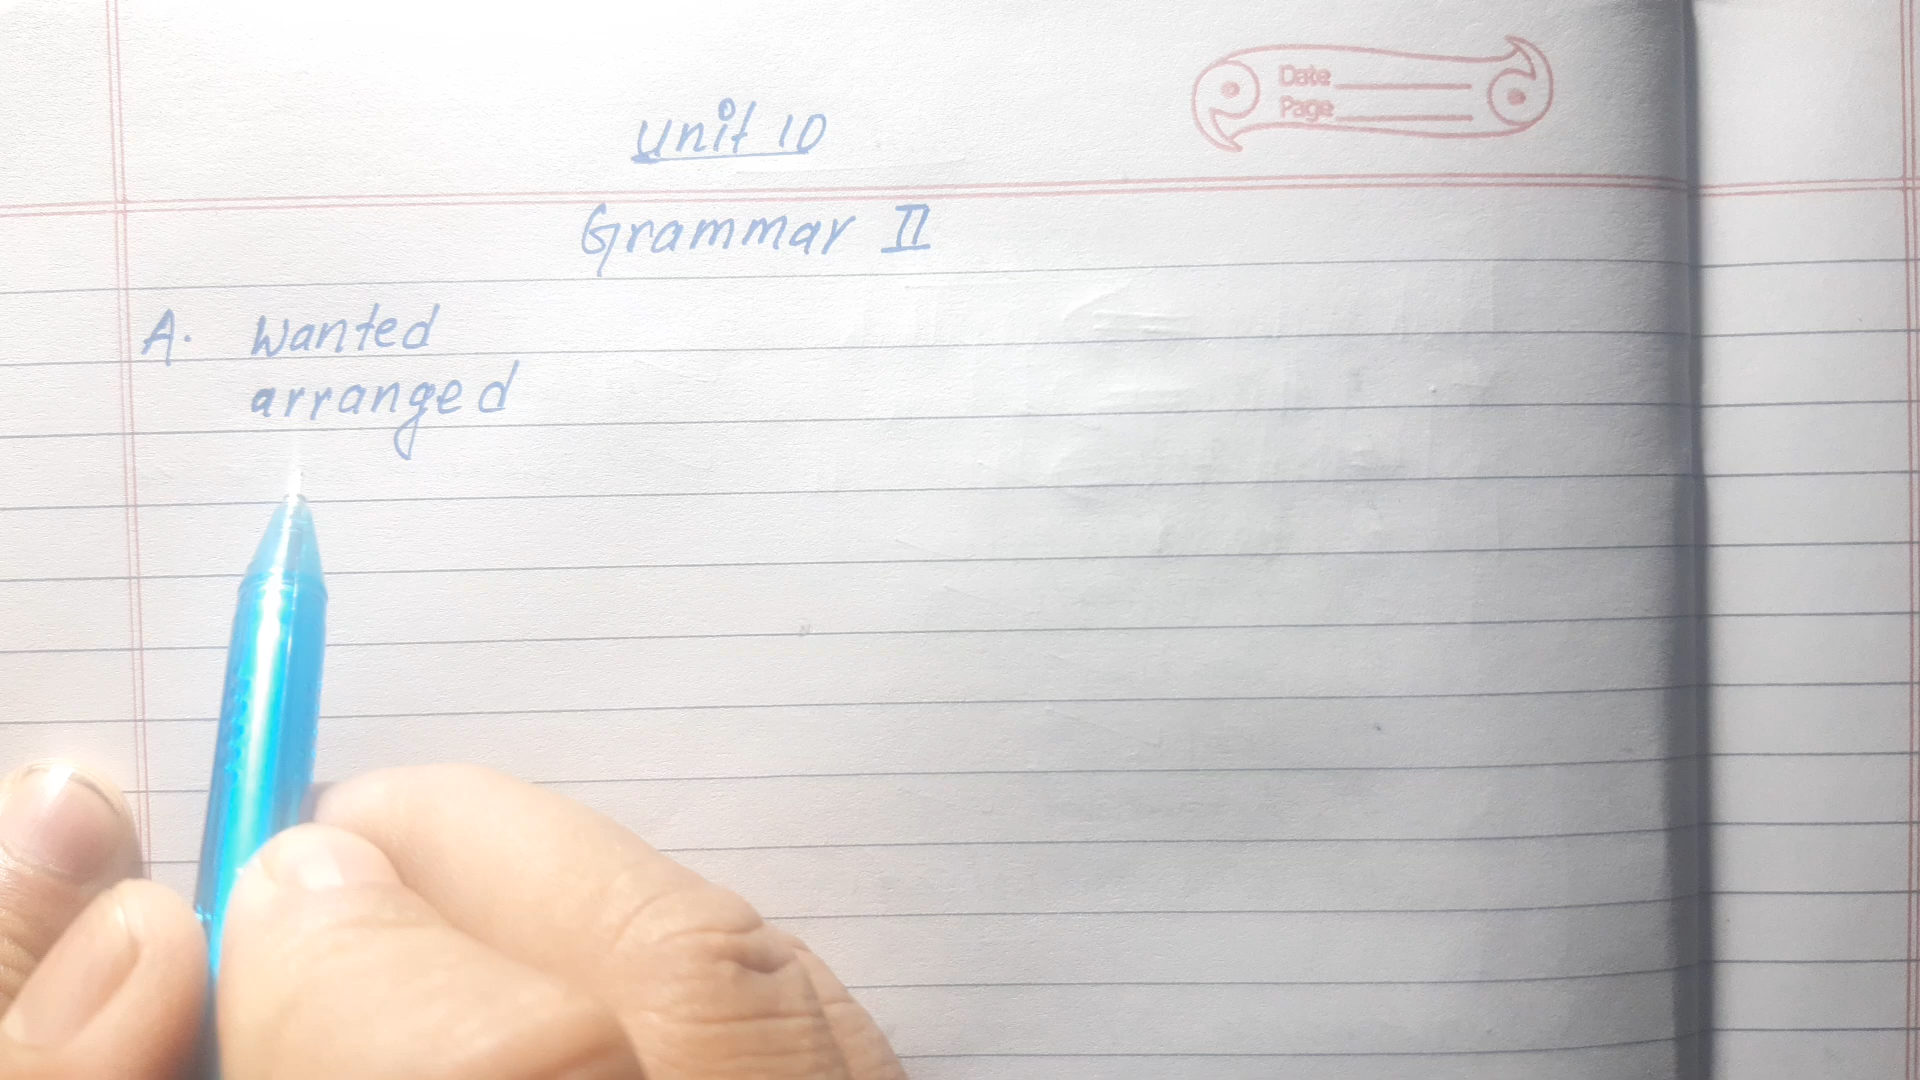 Date
Page
Unit 10
Grammar II
A. Wanted
arranged